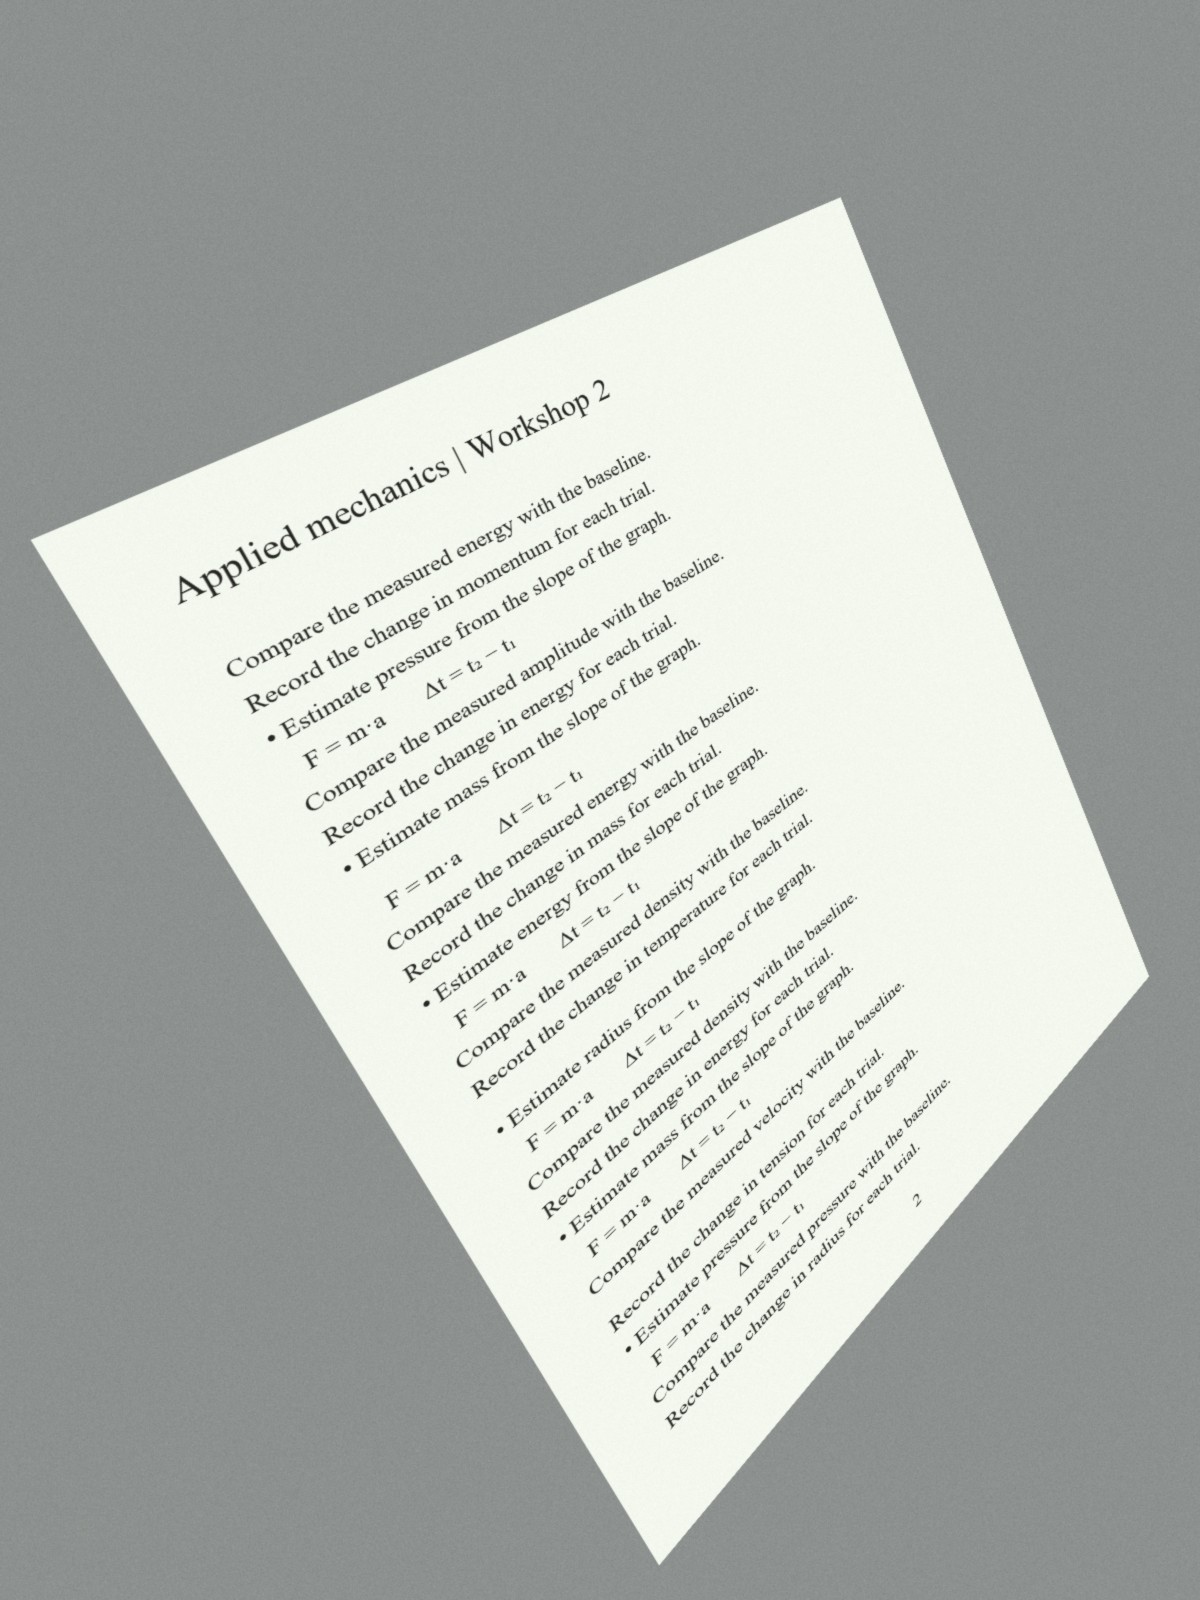 Applied mechanics | Workshop 2
Compare the measured energy with the baseline.
Record the change in momentum for each trial.
• Estimate pressure from the slope of the graph.
F = m·a Δt = t₂ − t₁
Compare the measured amplitude with the baseline.
Record the change in energy for each trial.
• Estimate mass from the slope of the graph.
F = m·a Δt = t₂ − t₁
Compare the measured energy with the baseline.
Record the change in mass for each trial.
• Estimate energy from the slope of the graph.
F = m·a Δt = t₂ − t₁
Compare the measured density with the baseline.
Record the change in temperature for each trial.
• Estimate radius from the slope of the graph.
F = m·a Δt = t₂ − t₁
Compare the measured density with the baseline.
Record the change in energy for each trial.
• Estimate mass from the slope of the graph.
F = m·a Δt = t₂ − t₁
Compare the measured velocity with the baseline.
Record the change in tension for each trial.
• Estimate pressure from the slope of the graph.
F = m·a Δt = t₂ − t₁
Compare the measured pressure with the baseline.
Record the change in radius for each trial.
2